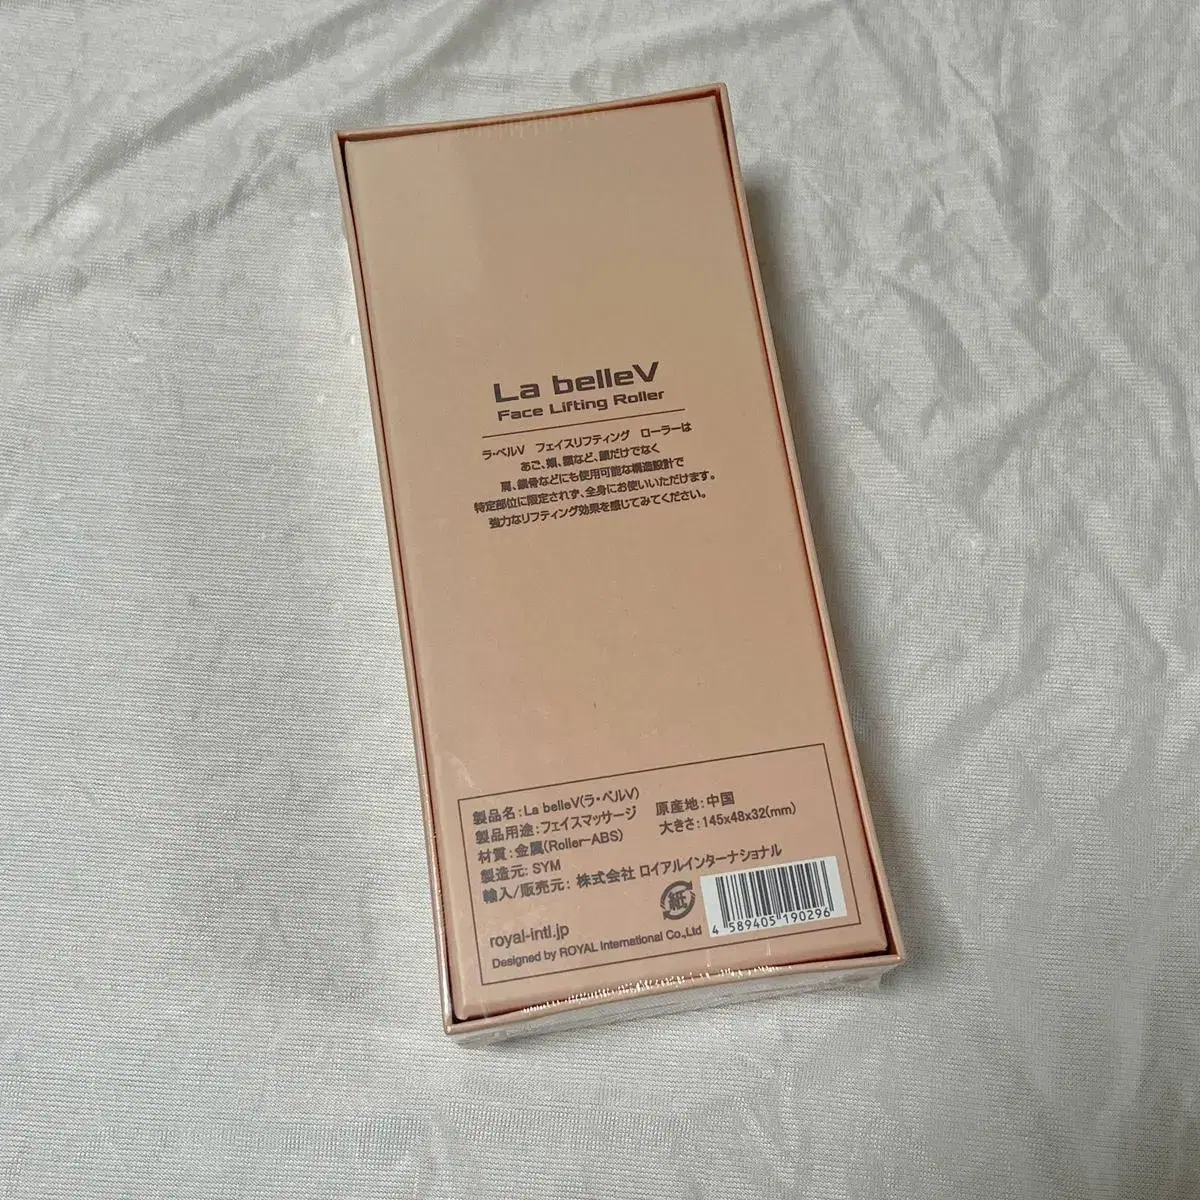 La belleV
Face Lifting Roller
ラ・ベルV フェイスリフティング ローラーは
あご、頬、額など、顔だけでなく
肩、鎖骨などにも使用可能な構造設計で
特定部位に限定されず、全身にお使いいただけます。
強力なリフティング効果を感じてみてください。
製品名:La belleV(ラ・ベルV)
製品用途:フェイスマッサージ 原産地:中国
材質:金属(Roller-ABS) 大きさ:145x48x32(mm)
製造元: SYM
輸入/販売元: 株式会社 ロイアルインターナショナル
紙
royal-intl.jp
Designed by ROYAL International Co.,Ltd
4 589405 190296